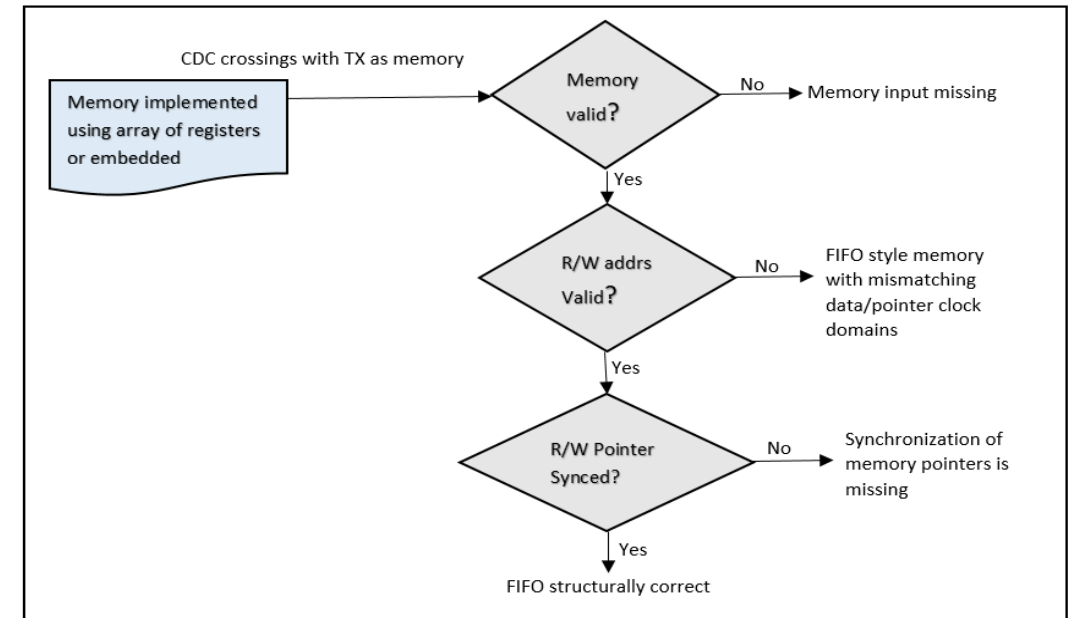 CDC crossings with TX as memory
Memory implemented
using array of registers
or embedded
Memory
valid?
No
Memory input missing
Yes
R/W addrs
Valid?
No
FIFO style memory
with mismatching
data/pointer clock
domains
Yes
R/W Pointer
Synced?
No
Synchronization of
memory pointers is
missing
Yes
FIFO structurally correct